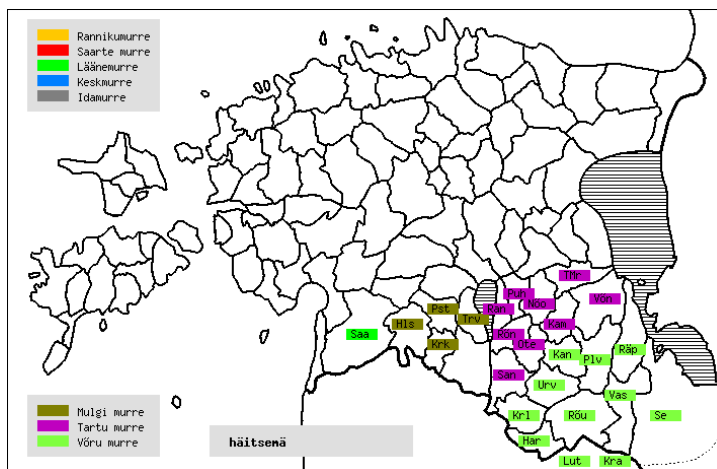 Rannikumurre
Saarte murre
Läänemurre
Keskmurre
Idamurre
TMr
Puh
Nõo
Võn
Pst
Ran
Trv
Hls
Kam
Saa
Rõn
Krk
Ote
Kan
Plv
Räp
San
Urv
Vas
Krl
Rõu
Se
Har
Lut
Kra
Mulgi murre
Tartu murre
Võru murre
häitsemä